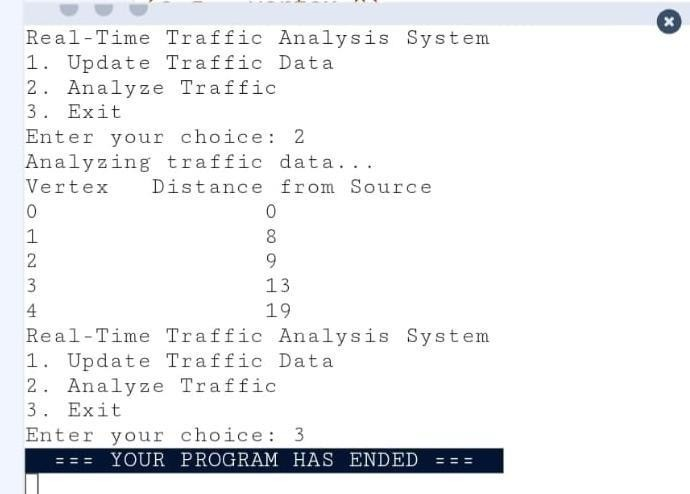 Real-Time Traffic Analysis System
1. Update Traffic Data
2. Analyze Traffic
3. Exit
Enter your choice: 2
Analyzing traffic data...
Vertex   Distance from Source
0                 0
1                 8
2                 9
3                 13
4                 19
Real-Time Traffic Analysis System
1. Update Traffic Data
2. Analyze Traffic
3. Exit
Enter your choice: 3
=== YOUR PROGRAM HAS ENDED ===